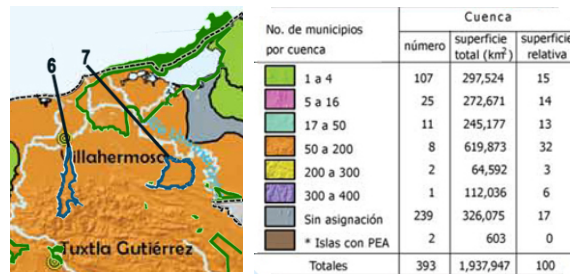 7
6
Villahermosa
Tuxtla Gutiérrez
No. de municipios
por cuenca
Cuenca
número
superficie
total (km²)
superficie
relativa
1 a 4 107 297,524 15
5 a 16 25 272,671 14
17 a 50 11 245,177 13
50 a 200 8 619,873 32
200 a 300 2 64,592 3
300 a 400 1 112,036 6
Sin asignación 239 326,075 17
* Islas con PEA 2 603 0
Totales 393 1,937,947 100